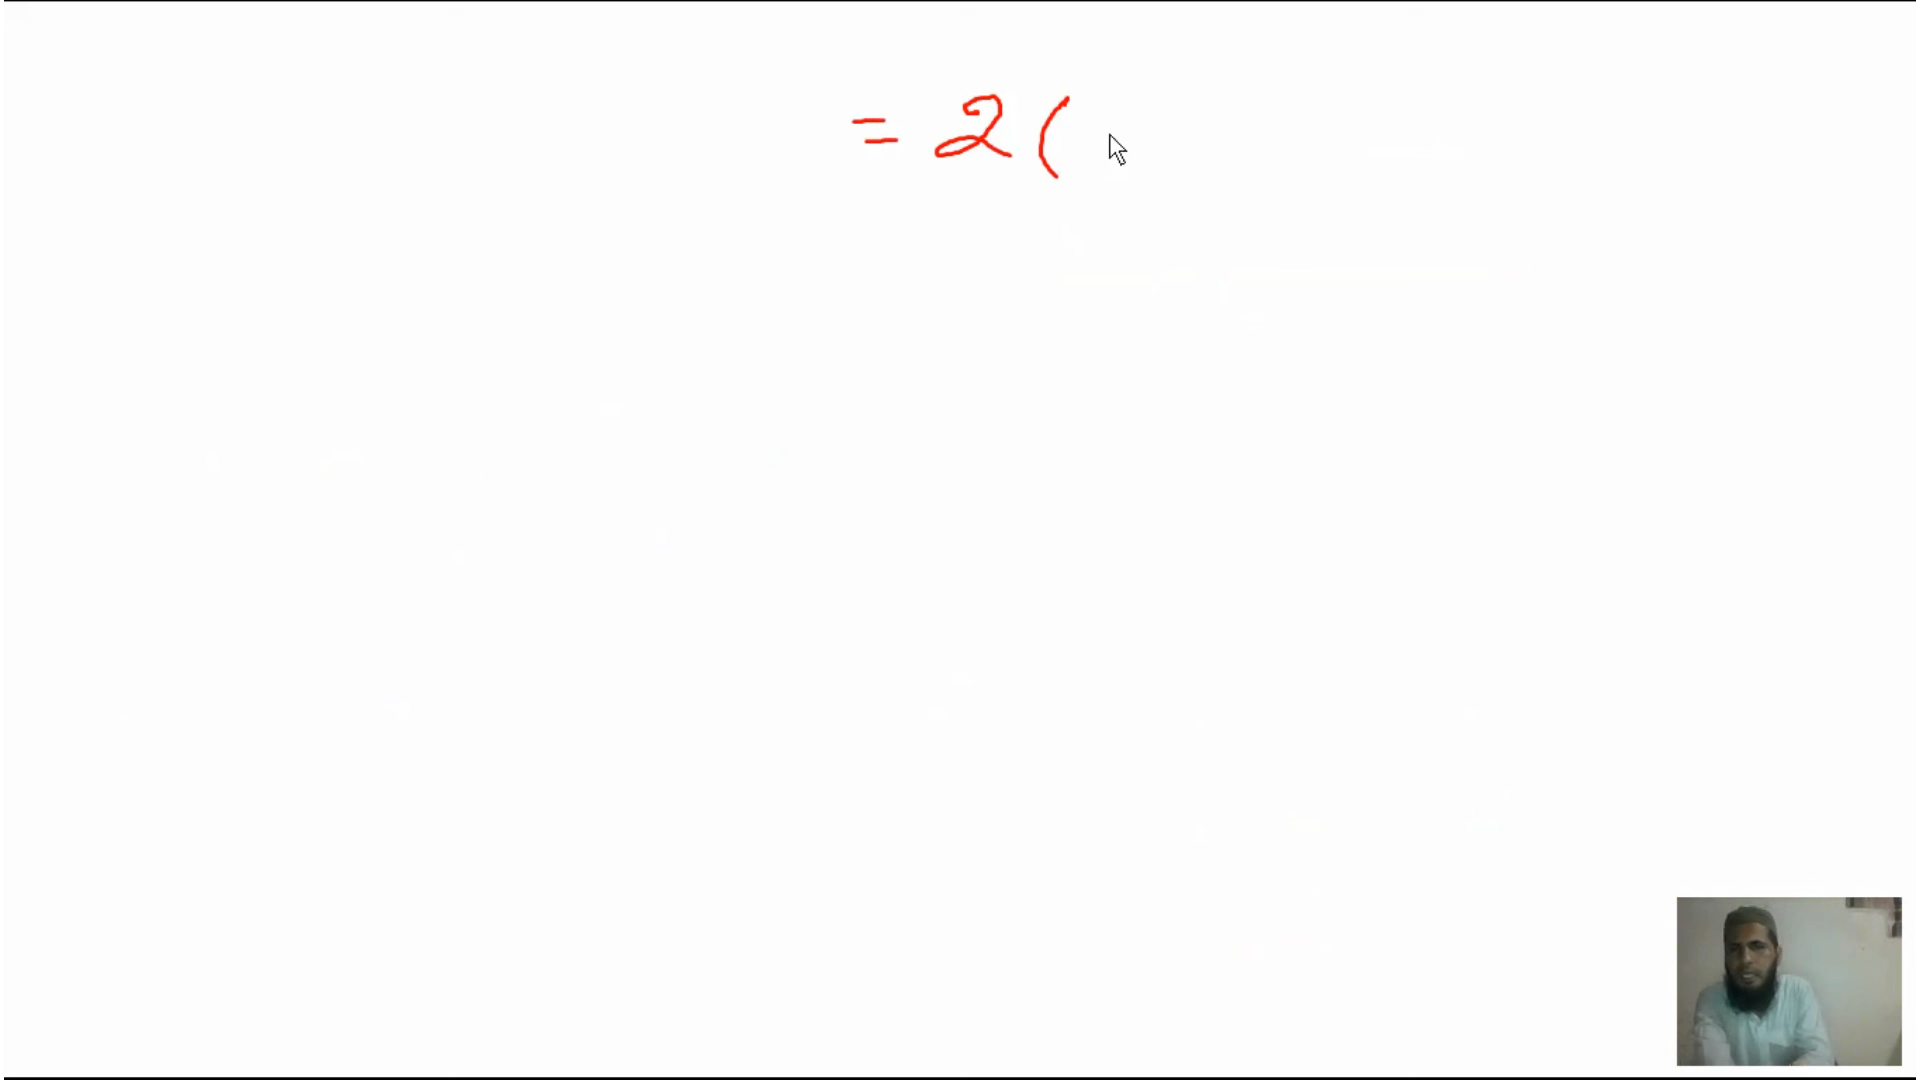 = 2 (